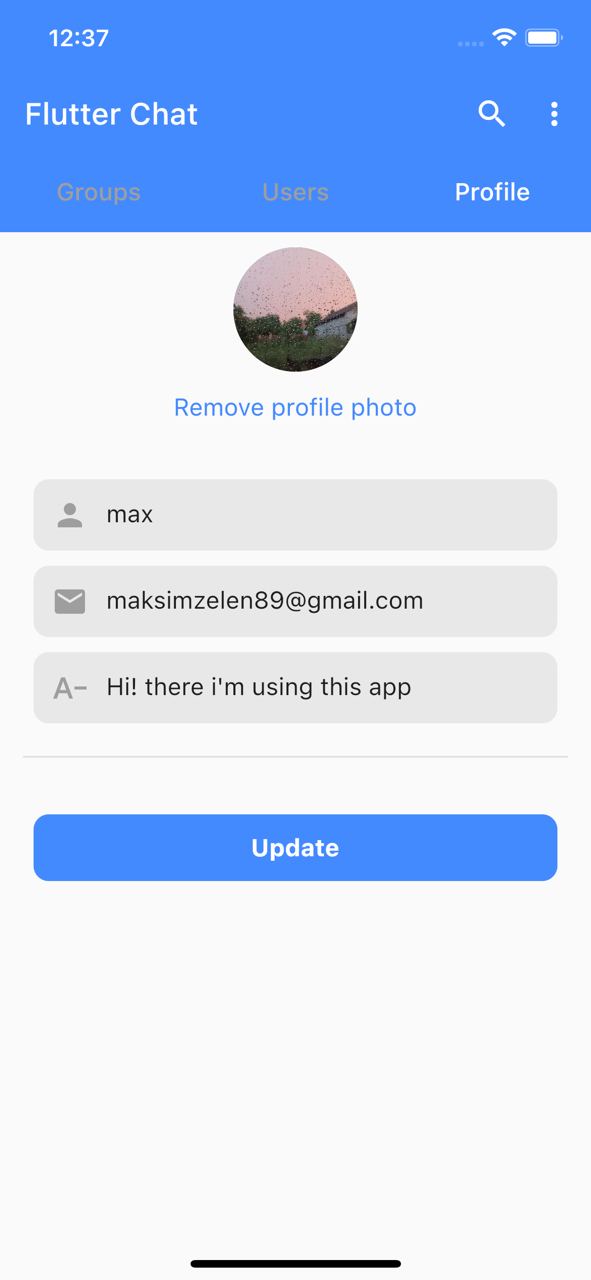 12:37
Flutter Chat
Groups Users Profile
Remove profile photo
max
maksimzelen89@gmail.com
A- Hi! there i'm using this app
Update